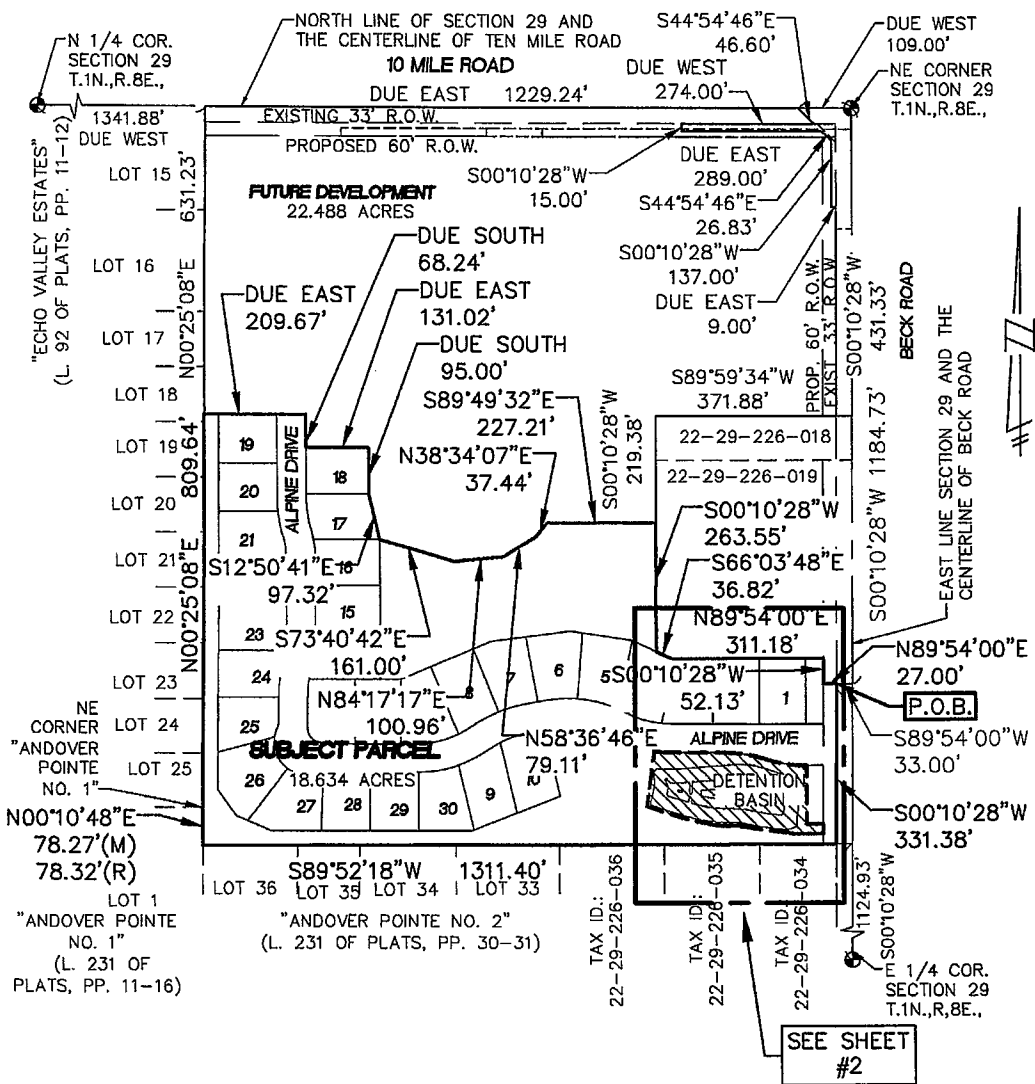 N 1/4 COR.
SECTION 29
T.1N.,R.8E.,
NORTH LINE OF SECTION 29 AND
THE CENTERLINE OF TEN MILE ROAD
10 MILE ROAD
S44°54'46"E
46.60'
DUE WEST
109.00'
DUE WEST
274.00'
NE CORNER
SECTION 29
T.1N.,R.8E.,
1341.88'
DUE WEST
DUE EAST 1229.24'
EXISTING 33' R.O.W.
PROPOSED 60' R.O.W.
"ECHO VALLEY ESTATES"
(L. 92 OF PLATS, PP. 11-12)
LOT 15
LOT 16
LOT 17
LOT 18
LOT 19
LOT 20
LOT 21
LOT 22
LOT 23
LOT 24
LOT 25
N00°25'08"E 631.23'
N00°25'08"E 809.64'
FUTURE DEVELOPMENT
22.488 ACRES
S00°10'28"W
15.00'
DUE EAST
289.00'
S44°54'46"E
26.83'
S00°10'28"W
137.00'
DUE EAST
9.00'
PROP. 60' R.O.W.
EXIST. 33' R.O.W
S00°10'28"W
431.33'
BECK ROAD
DUE SOUTH
68.24'
DUE EAST
131.02'
DUE EAST
209.67'
DUE SOUTH
95.00'
S89°49'32"E
227.21'
N38°34'07"E
37.44'
S00°10'28"W
219.38'
S89°59'34"W
371.88'
22-29-226-018
22-29-226-019
S00°10'28"W 1184.73'
EAST LINE SECTION 29 AND THE
CENTERLINE OF BECK ROAD
ALPINE DRIVE
19
20
21
18
17
16
15
23
24
25
26
27
28
29
30
9
10
8
7
6
5
1
S00°10'28"W
263.55'
S66°03'48"E
36.82'
N89°54'00"E
311.18'
S00°10'28"W
52.13'
N89°54'00"E
27.00'
P.O.B.
S89°54'00"W
33.00'
S12°50'41"E
97.32'
S73°40'42"E
161.00'
N84°17'17"E
100.96'
N58°36'46"E
79.11'
ALPINE DRIVE
DETENTION
BASIN
SUBJECT PARCEL
18.634 ACRES
NE
CORNER
"ANDOVER
POINTE
NO. 1"
N00°10'48"E
78.27'(M)
78.32'(R)
S00°10'28"W
331.38'
S89°52'18"W 1311.40'
LOT 36
LOT 35
LOT 34
LOT 33
LOT 1
"ANDOVER POINTE
NO. 1"
(L. 231 OF
PLATS, PP. 11-16)
"ANDOVER POINTE NO. 2"
(L. 231 OF PLATS, PP. 30-31)
TAX ID.:
22-29-226-036
TAX ID.:
22-29-226-035
TAX ID.:
22-29-226-034
S00°10'28"W
1124.93'
E 1/4 COR.
SECTION 29
T.1N.,R,8E.,
SEE SHEET
#2